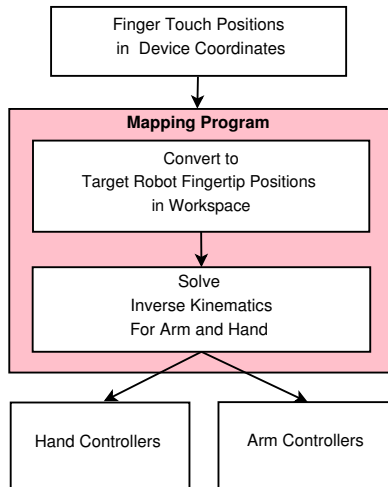 Finger Touch Positions
in Device Coordinates
Mapping Program
Convert to
Target Robot Fingertip Positions
in Workspace
Solve
Inverse Kinematics
For Arm and Hand
Hand Controllers
Arm Controllers